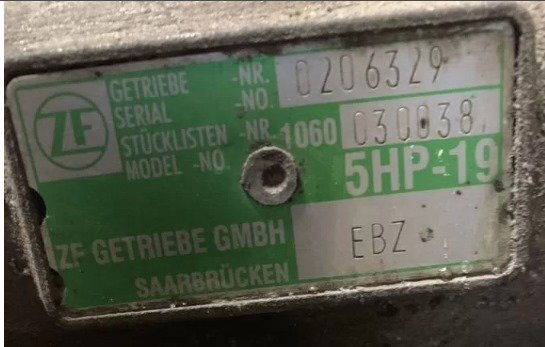 ZF
GETRIEBE -NR. 0206329
SERIAL -NO.
STÜCKLISTEN -NR. 1060 030038
MODEL -NO.
5HP-19
ZF GETRIEBE GMBH EBZ
SAARBRÜCKEN